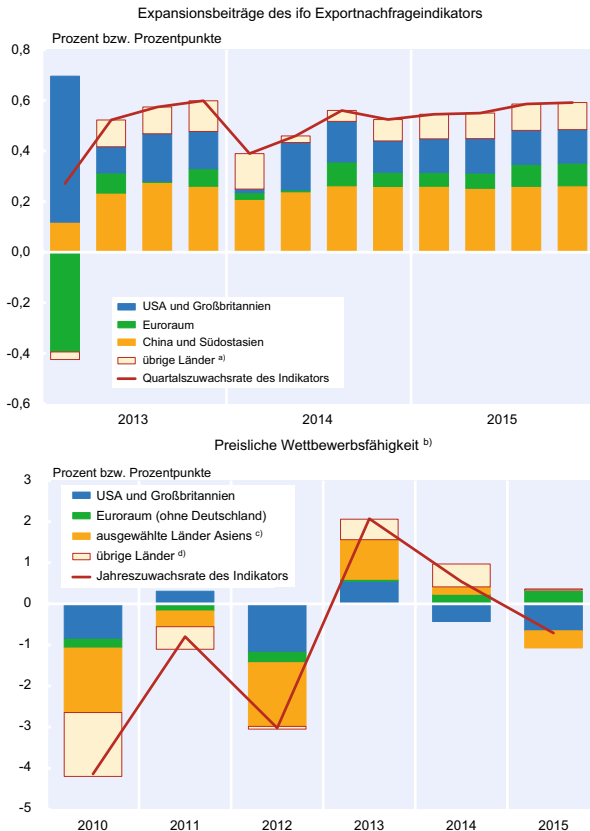 Expansionsbeiträge des ifo Exportnachfrageindikators
Prozent bzw. Prozentpunkte
0,8
0,6
0,4
0,2
0,0
-0,2
-0,4
-0,6
USA und Großbritannien
Euroraum
China und Südostasien
übrige Länder a)
Quartalszuwachsrate des Indikators
2013 2014 2015
Preisliche Wettbewerbsfähigkeit b)
Prozent bzw. Prozentpunkte
3
2
1
0
-1
-2
-3
-4
-5
USA und Großbritannien
Euroraum (ohne Deutschland)
ausgewählte Länder Asiens c)
übrige Länder d)
Jahreszuwachsrate des Indikators
2010 2011 2012 2013 2014 2015